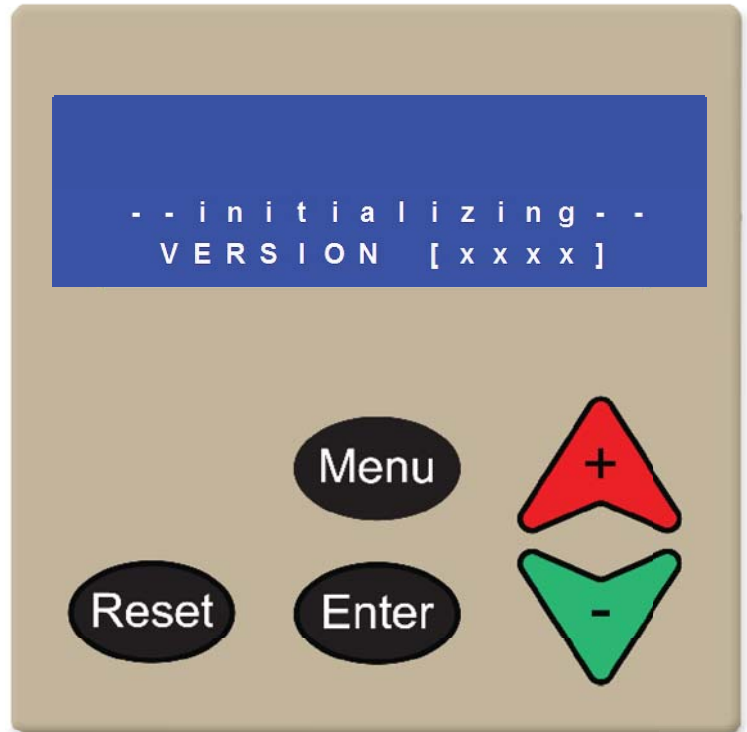 --initializing--
VERSION [xxxx]
Menu
+
Reset
Enter
-